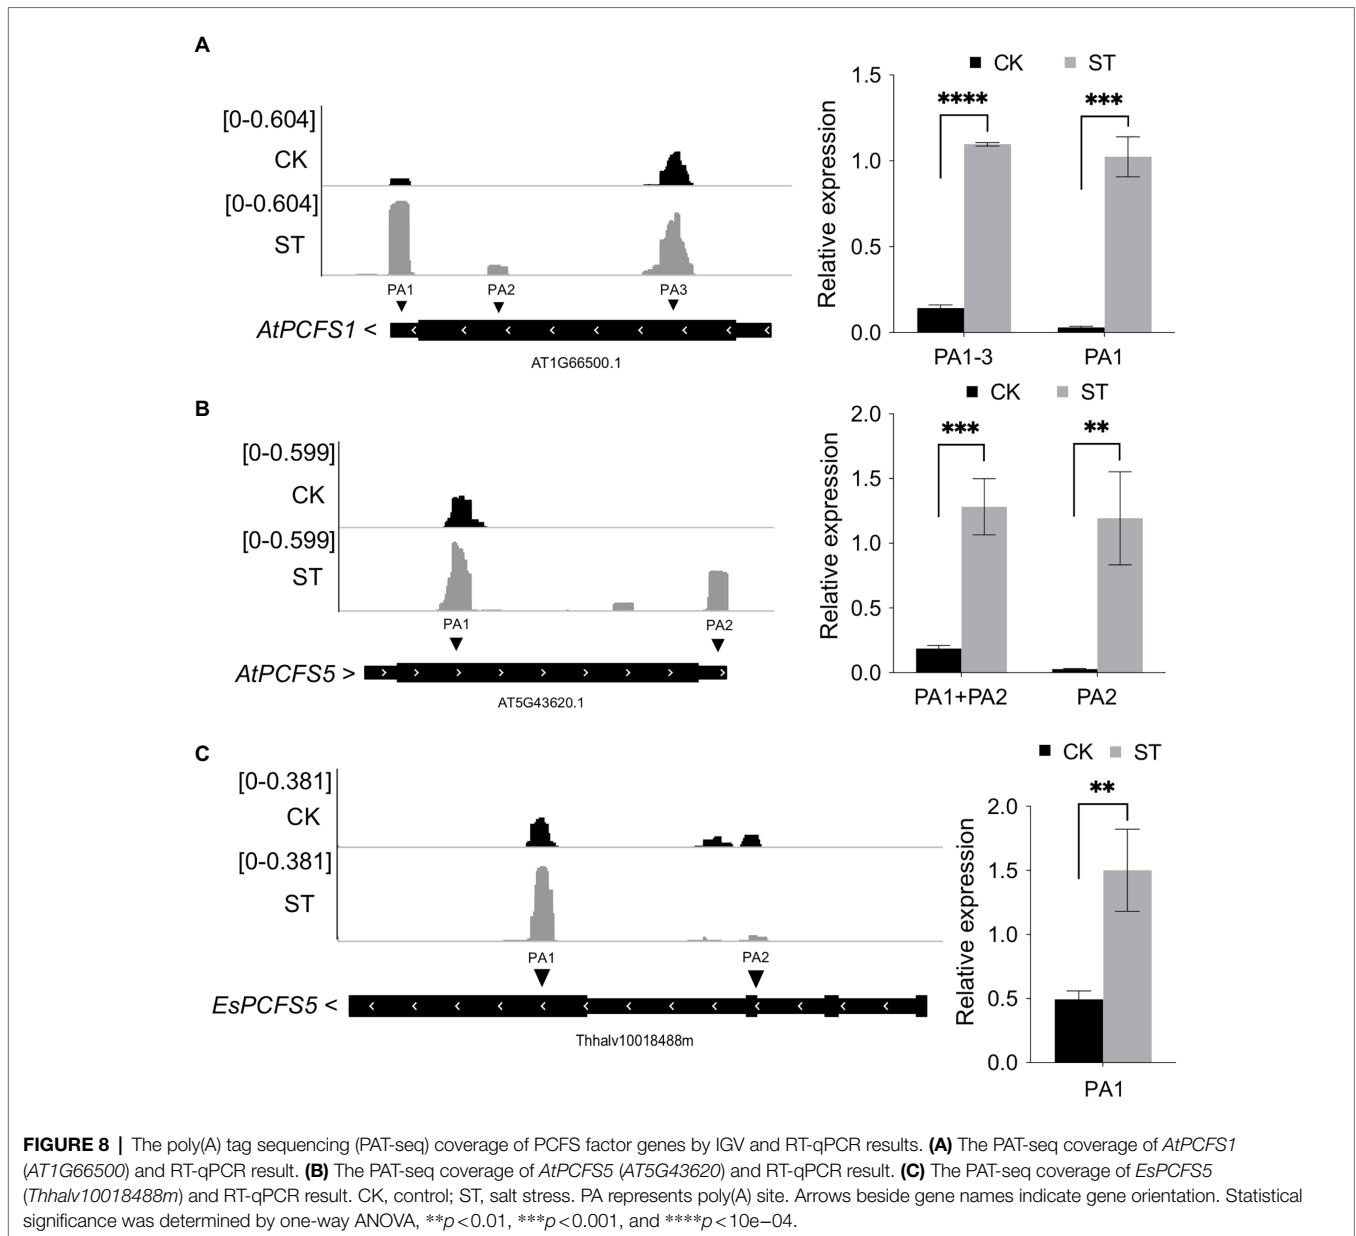 A
[0-0.604]
CK
[0-0.604]
ST
PA1 PA2 PA3
AtPCFS1 <
AT1G66500.1
CK ST
**** ***
Relative expression
1.5
1.0
0.5
0.0
PA1-3 PA1
B
[0-0.599]
CK
[0-0.599]
ST
PA1 PA2
AtPCFS5 >
AT5G43620.1
CK ST
*** **
Relative expression
2.0
1.5
1.0
0.5
0.0
PA1+PA2 PA2
C
[0-0.381]
CK
[0-0.381]
ST
PA1 PA2
EsPCFS5 <
Thhalv10018488m
CK ST
**
Relative expression
2.0
1.5
1.0
0.5
0.0
PA1
FIGURE 8 | The poly(A) tag sequencing (PAT-seq) coverage of PCFS factor genes by IGV and RT-qPCR results. (A) The PAT-seq coverage of AtPCFS1
(AT1G66500) and RT-qPCR result. (B) The PAT-seq coverage of AtPCFS5 (AT5G43620) and RT-qPCR result. (C) The PAT-seq coverage of EsPCFS5
(Thhalv10018488m) and RT-qPCR result. CK, control; ST, salt stress. PA represents poly(A) site. Arrows beside gene names indicate gene orientation. Statistical
significance was determined by one-way ANOVA, **p<0.01, ***p<0.001, and ****p<10e−04.